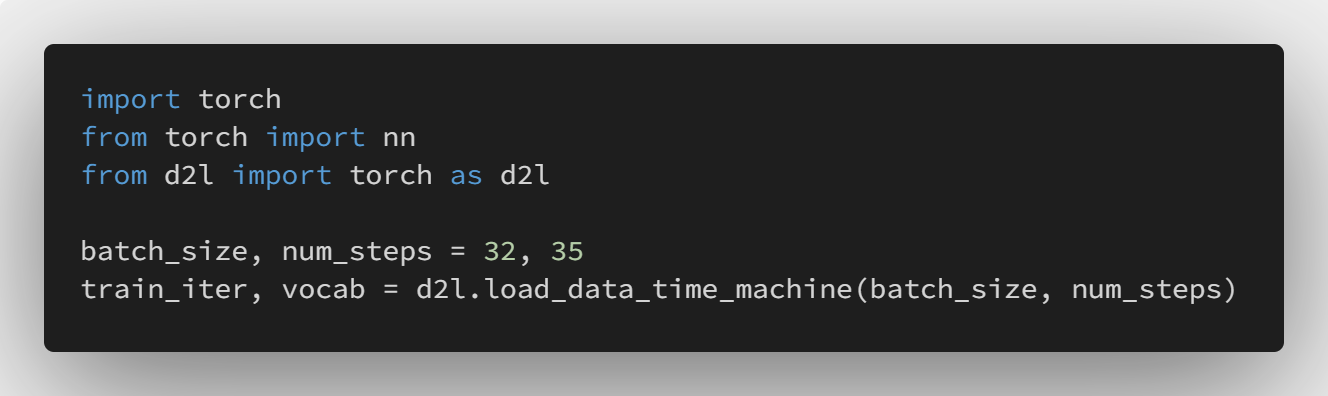 import torch
from torch import nn
from d2l import torch as d2l
batch_size, num_steps = 32, 35
train_iter, vocab = d2l.load_data_time_machine(batch_size, num_steps)